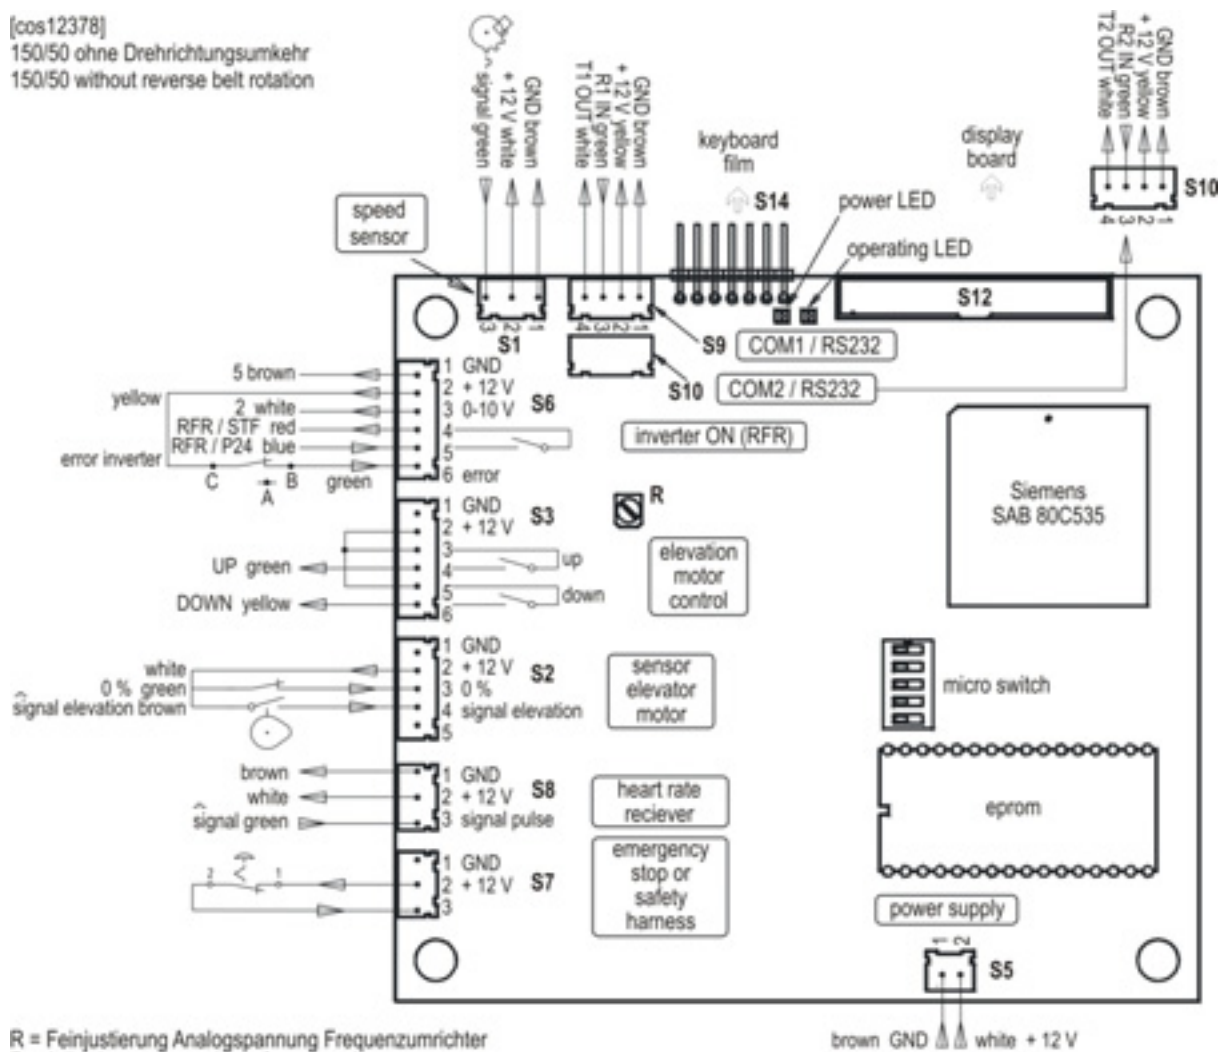 [cos12378]
150/50 ohne Drehrichtungsumkehr
150/50 without reverse belt rotation
signal green
+ 12 V white
GND brown
T1 OUT white
R1 IN green
+ 12 V yellow
GND brown
keyboard
film
S14
power LED
operating LED
display
board
T2 OUT white
R2 IN green
+ 12 V yellow
GND brown
S10
4 3 2 1
speed
sensor
3 2 1
S1
4 3 2 1
S9
COM1 / RS232
S12
S10
COM2 / RS232
5 brown
yellow
2 white
RFR / STF red
RFR / P24 blue
error inverter
C
A
B
green
1 GND
2 + 12 V
3 0-10 V
4
5
6 error
S6
inverter ON (RFR)
R
Siemens
SAB 80C535
1 GND
2 + 12 V
3
4
5
6
S3
up
down
UP green
DOWN yellow
elevation
motor
control
white
0 % green
signal elevation brown
1 GND
2 + 12 V
3 0 %
4 signal elevation
5
S2
sensor
elevator
motor
micro switch
brown
white
signal green
1 GND
2 + 12 V
3 signal pulse
S8
heart rate
reciever
eprom
2
1
1 GND
2 + 12 V
3
S7
emergency
stop or
safety
harness
power supply
1 2
S5
R = Feinjustierung Analogspannung Frequenzumrichter
brown GND
white + 12 V